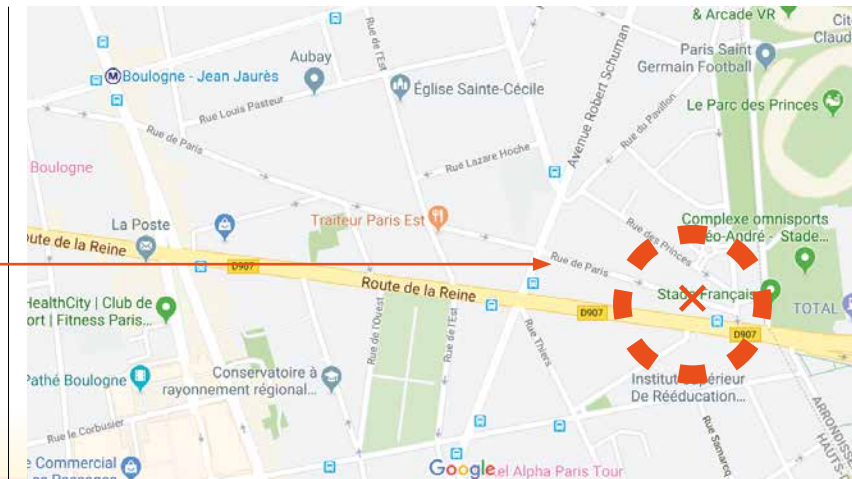 & Arcade VR
Paris Saint
Germain Football
Le Parc des Princes
Boulogne - Jean Jaurès
Aubay
Rue de l'Est
Église Sainte-Cécile
Avenue Robert Schuman
Rue du Pavillon
Rue Louis Pasteur
Rue de Paris
Rue Lazare Hoche
Boulogne
La Poste
Traiteur Paris Est
Complexe omnisports
Stade...
Rue des Princes
Rue de Paris
Route de la Reine
D907
Route de la Reine
D907
D907
Stade Français
TOTAL
HealthCity | Club de
Fitness Paris...
Rue de l'Ouest
Rue de l'Est
Rue Thiers
Pathé Boulogne
Conservatoire à
rayonnement régional...
Institut Supérieur
De Rééducation...
Rue le Corbusier
Rue Samarcq
Commercial
Google
Alpha Paris Tour